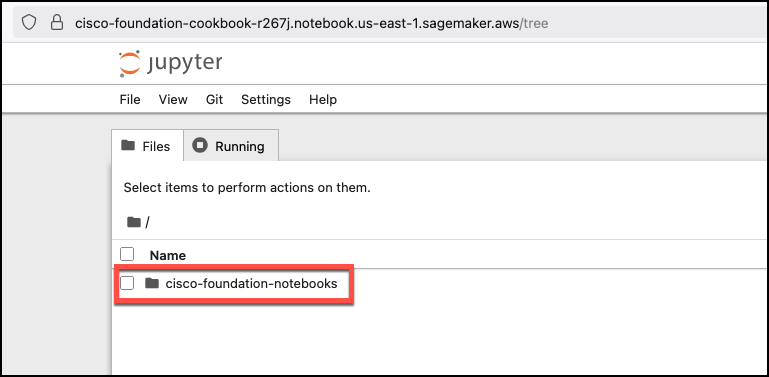 cisco-foundation-cookbook-r267j.notebook.us-east-1.sagemaker.aws/tree
jupyter
File View Git Settings Help
Files Running
Select items to perform actions on them.
/
Name
cisco-foundation-notebooks